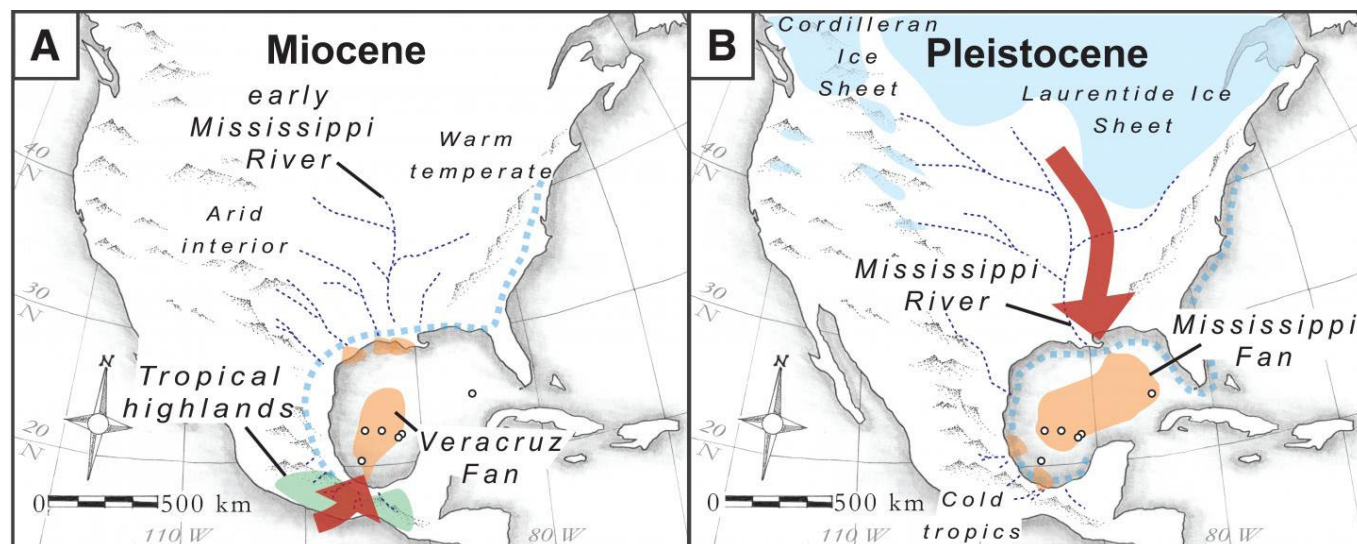 A
Miocene
early
Mississippi
River
Warm
temperate
Arid
interior
Tropical
highlands
Veracruz
Fan
40
N
30
N
20
N
N
0
500 km
110 W
80 W
B
Pleistocene
Cordilleran
Ice
Sheet
Laurentide Ice
Sheet
Mississippi
River
Mississippi
Fan
Cold
tropics
40
N
30
N
20
N
N
0
500 km
110 W
80 W